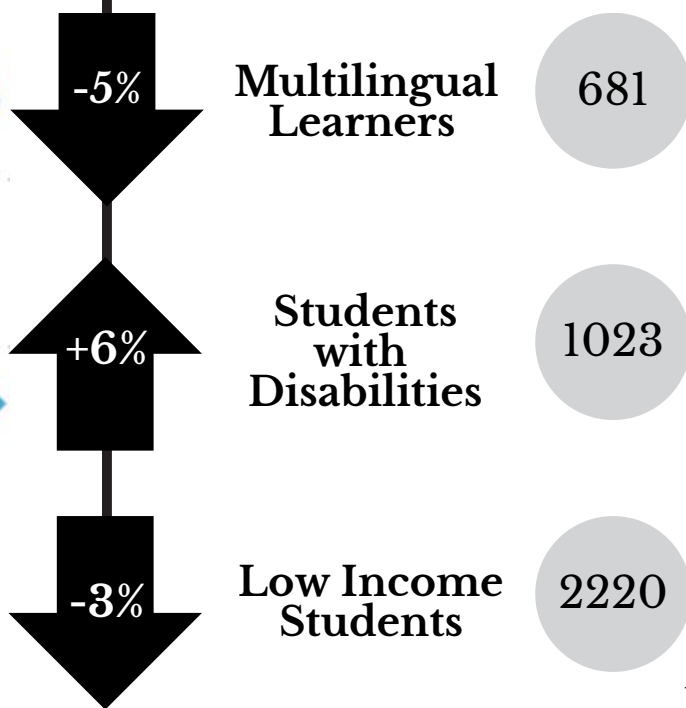 -5%
Multilingual
Learners
681
+6%
Students
with
Disabilities
1023
-3%
Low Income
Students
2220